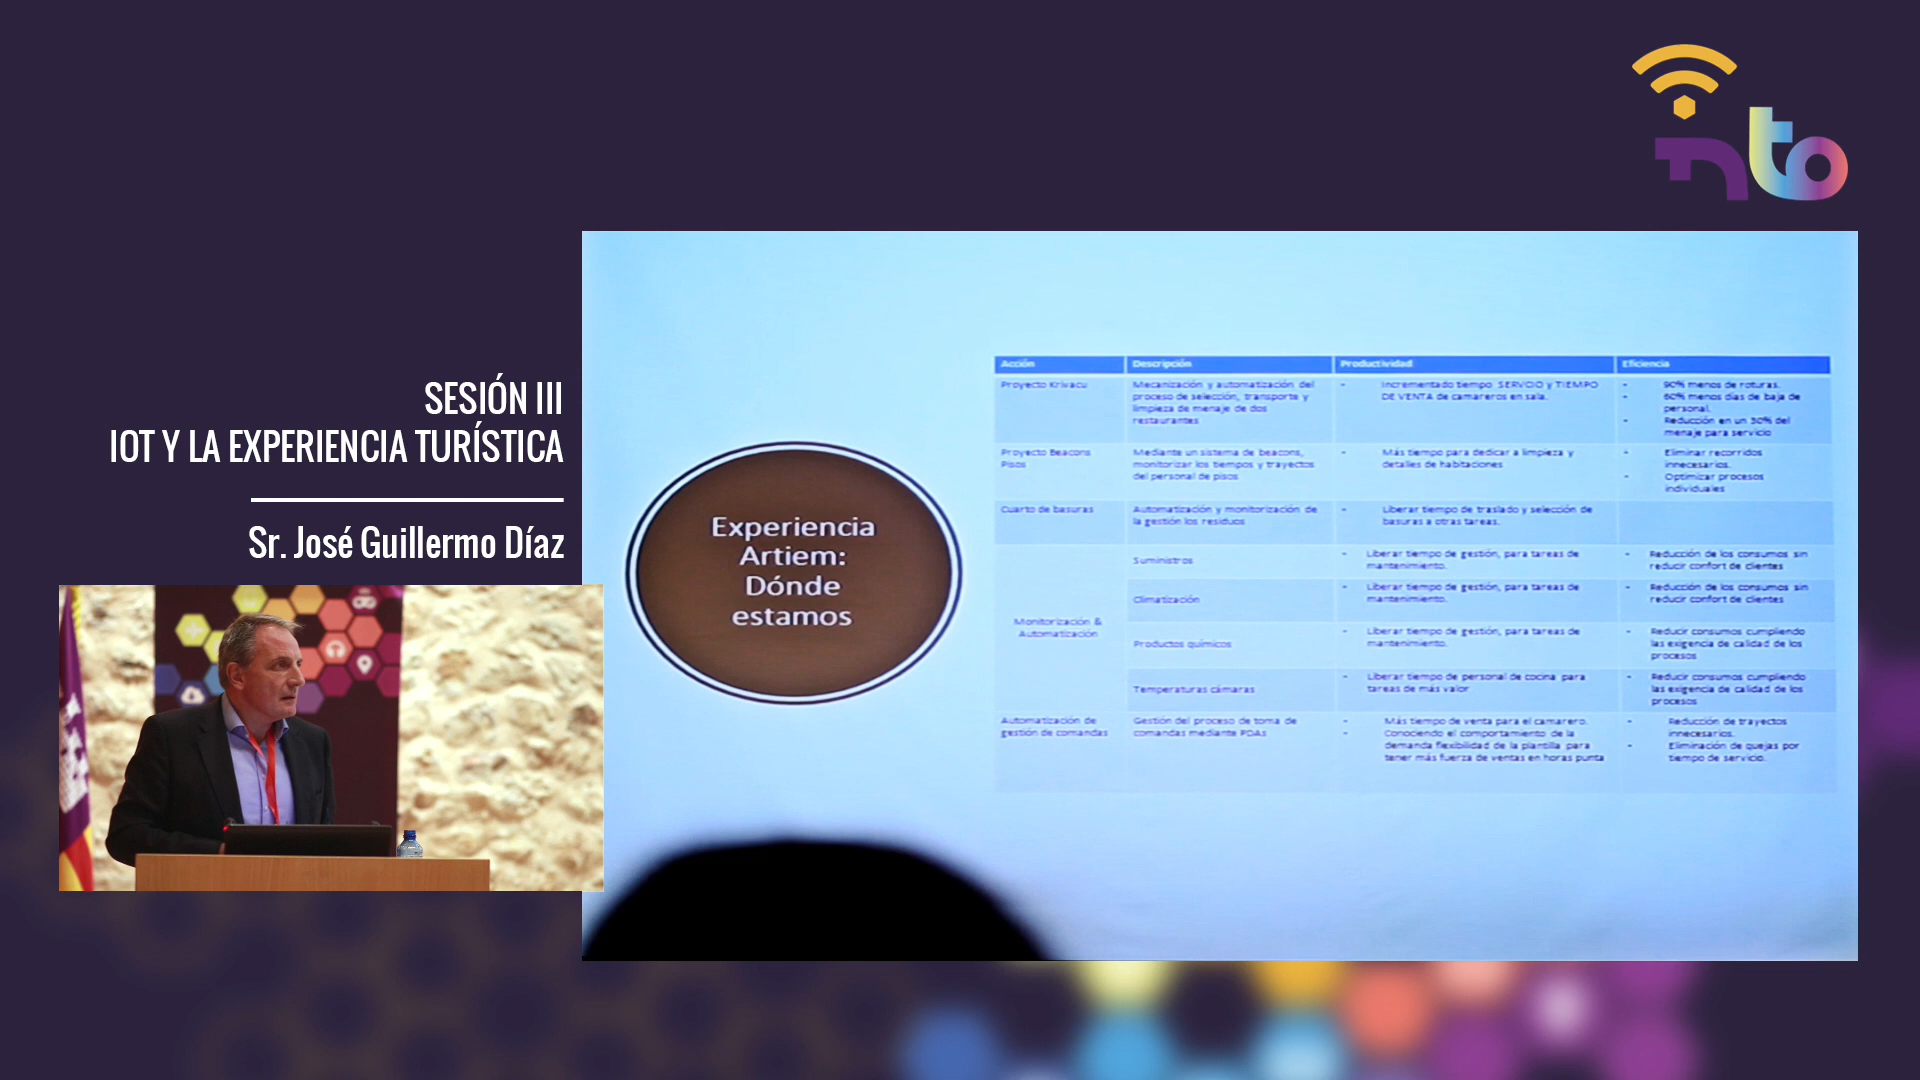 nto
SESIÓN III
IOT Y LA EXPERIENCIA TURÍSTICA
Sr. José Guillermo Díaz
Experiencia
Artiem:
Dónde
estamos
Acción
Descripción
Productividad
Eficiencia
Proyecto Krivacu
Mecanización y automatización del
proceso de selección, transporte y
limpieza de menaje de dos
restaurantes
- Incrementado tiempo SERVCIO y TIEMPO
DE VENTA de camareros en sala.
- 90% menos de roturas.
- 60% menos días de baja de
personal.
- Reducción en un 30% del
menaje para servicio
Proyecto Beacons
Pisos
Mediante un sistema de beacons,
monitorizar los tiempos y trayectos
del personal de pisos
- Más tiempo para dedicar a limpieza y
detalles de habitaciones
- Eliminar recorridos
innecesarios.
- Optimizar procesos
individuales
Cuarto de basuras
Automatización y monitorización de
la gestión los residuos
- Liberar tiempo de traslado y selección de
basuras a otras tareas.
Monitorización &
Automatización
Suministros
- Liberar tiempo de gestión, para tareas de
mantenimiento.
- Reducción de los consumos sin
reducir confort de clientes
Climatización
- Liberar tiempo de gestión, para tareas de
mantenimiento.
- Reducción de los consumos sin
reducir confort de clientes
Productos químicos
- Liberar tiempo de gestión, para tareas de
mantenimiento.
- Reducir consumos cumpliendo
las exigencia de calidad de los
procesos
Temperaturas cámaras
- Liberar tiempo de personal de cocina para
tareas de más valor
- Reducir consumos cumpliendo
las exigencia de calidad de los
procesos
Automatización de
gestión de comandas
Gestión del proceso de toma de
comandas mediante PDAs
- Más tiempo de venta para el camarero.
- Conociendo el comportamiento de la
demanda flexibilidad de la plantilla para
tener más fuerza de ventas en horas punta
- Reducción de trayectos
innecesarios.
- Eliminación de quejas por
tiempo de servicio.